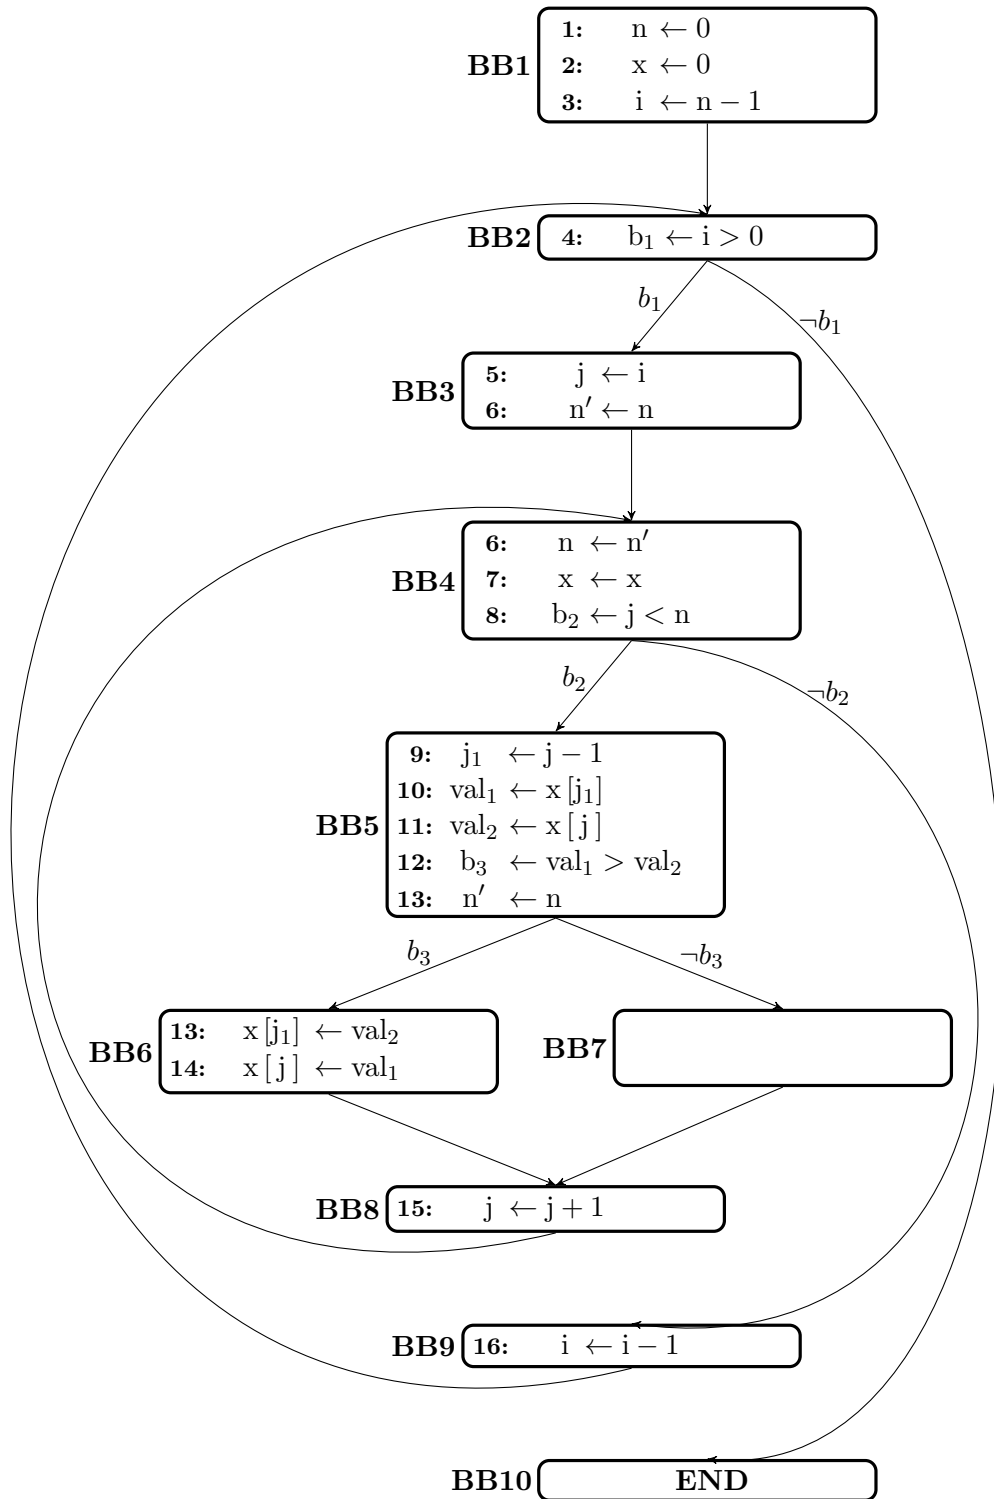 BB1
1: n ← 0
2: x ← 0
3: i ← n − 1
BB2
4: b₁ ← i > 0
b₁
¬b₁
BB3
5: j ← i
6: n′ ← n
BB4
6: n ← n′
7: x ← x
8: b₂ ← j < n
b₂
¬b₂
BB5
9: j₁ ← j − 1
10: val₁ ← x [j₁]
11: val₂ ← x [ j ]
12: b₃ ← val₁ > val₂
13: n′ ← n
b₃
¬b₃
BB6
13: x [j₁] ← val₂
14: x [ j ] ← val₁
BB7
BB8
15: j ← j + 1
BB9
16: i ← i − 1
BB10
END